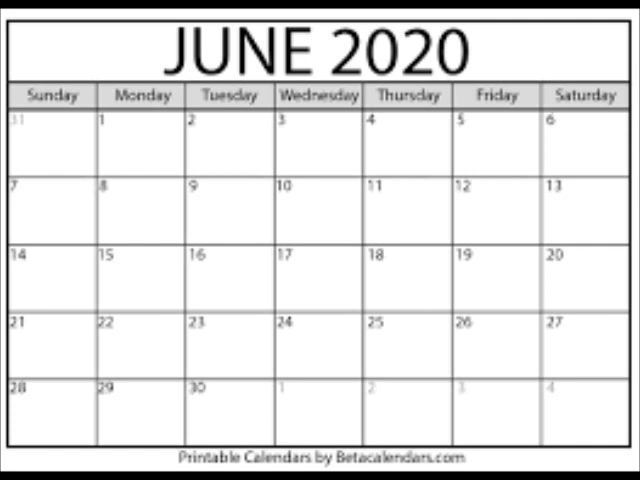 JUNE 2020
Sunday Monday Tuesday Wednesday Thursday Friday Saturday
31 1 2 3 4 5 6
7 8 9 10 11 12 13
14 15 16 17 18 19 20
21 22 23 24 25 26 27
28 29 30 1 2 3 4
Printable Calendars by Betacalendars.com